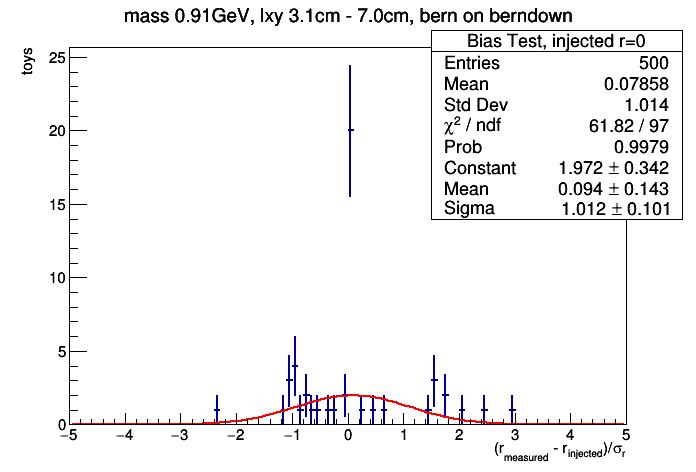 mass 0.91GeV, lxy 3.1cm - 7.0cm, bern on berndown
toys
Bias Test, injected r=0
Entries 500
Mean 0.07858
Std Dev 1.014
χ² / ndf 61.82 / 97
Prob 0.9979
Constant 1.972 ± 0.342
Mean 0.094 ± 0.143
Sigma 1.012 ± 0.101
25
20
15
10
5
0
−5 −4 −3 −2 −1 0 1 2 3 4 5
(r_measured - r_injected)/σ_r